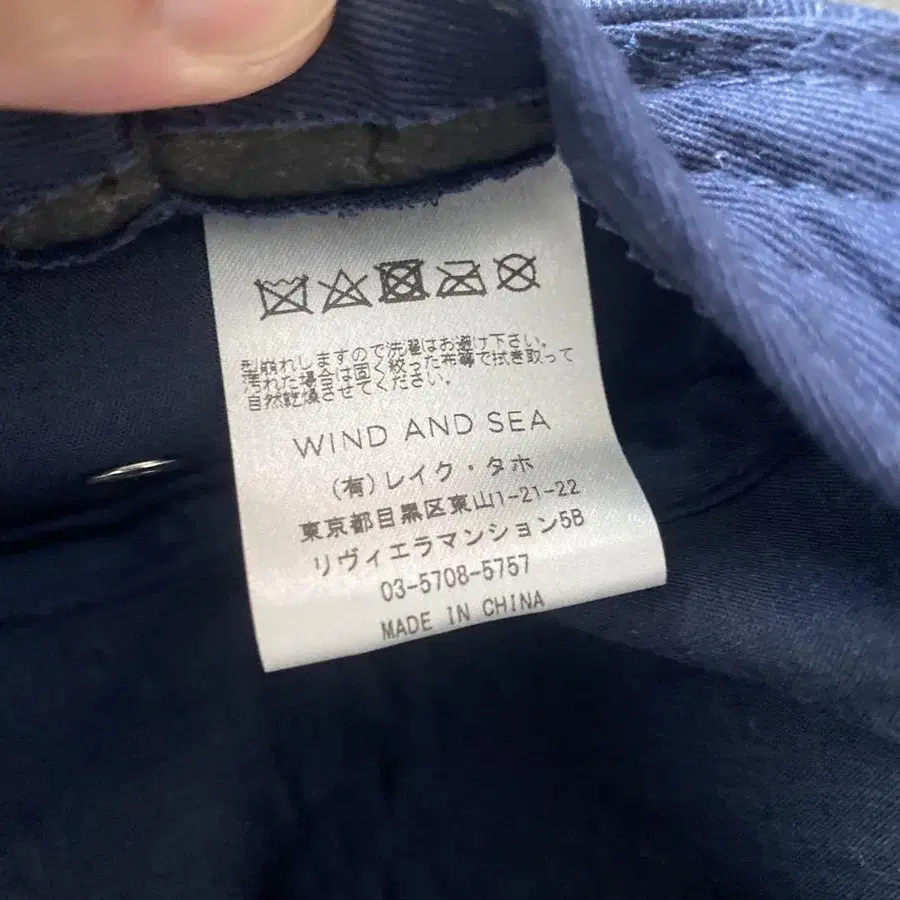 型崩れしますので洗濯はお避け下さい。
汚れた場合は固く絞った布等で拭き取って
自然乾燥させてください。
WIND AND SEA
(有)レイク・タホ
東京都目黒区東山1-21-22
リヴィエラマンション5B
03-5708-5757
MADE IN CHINA